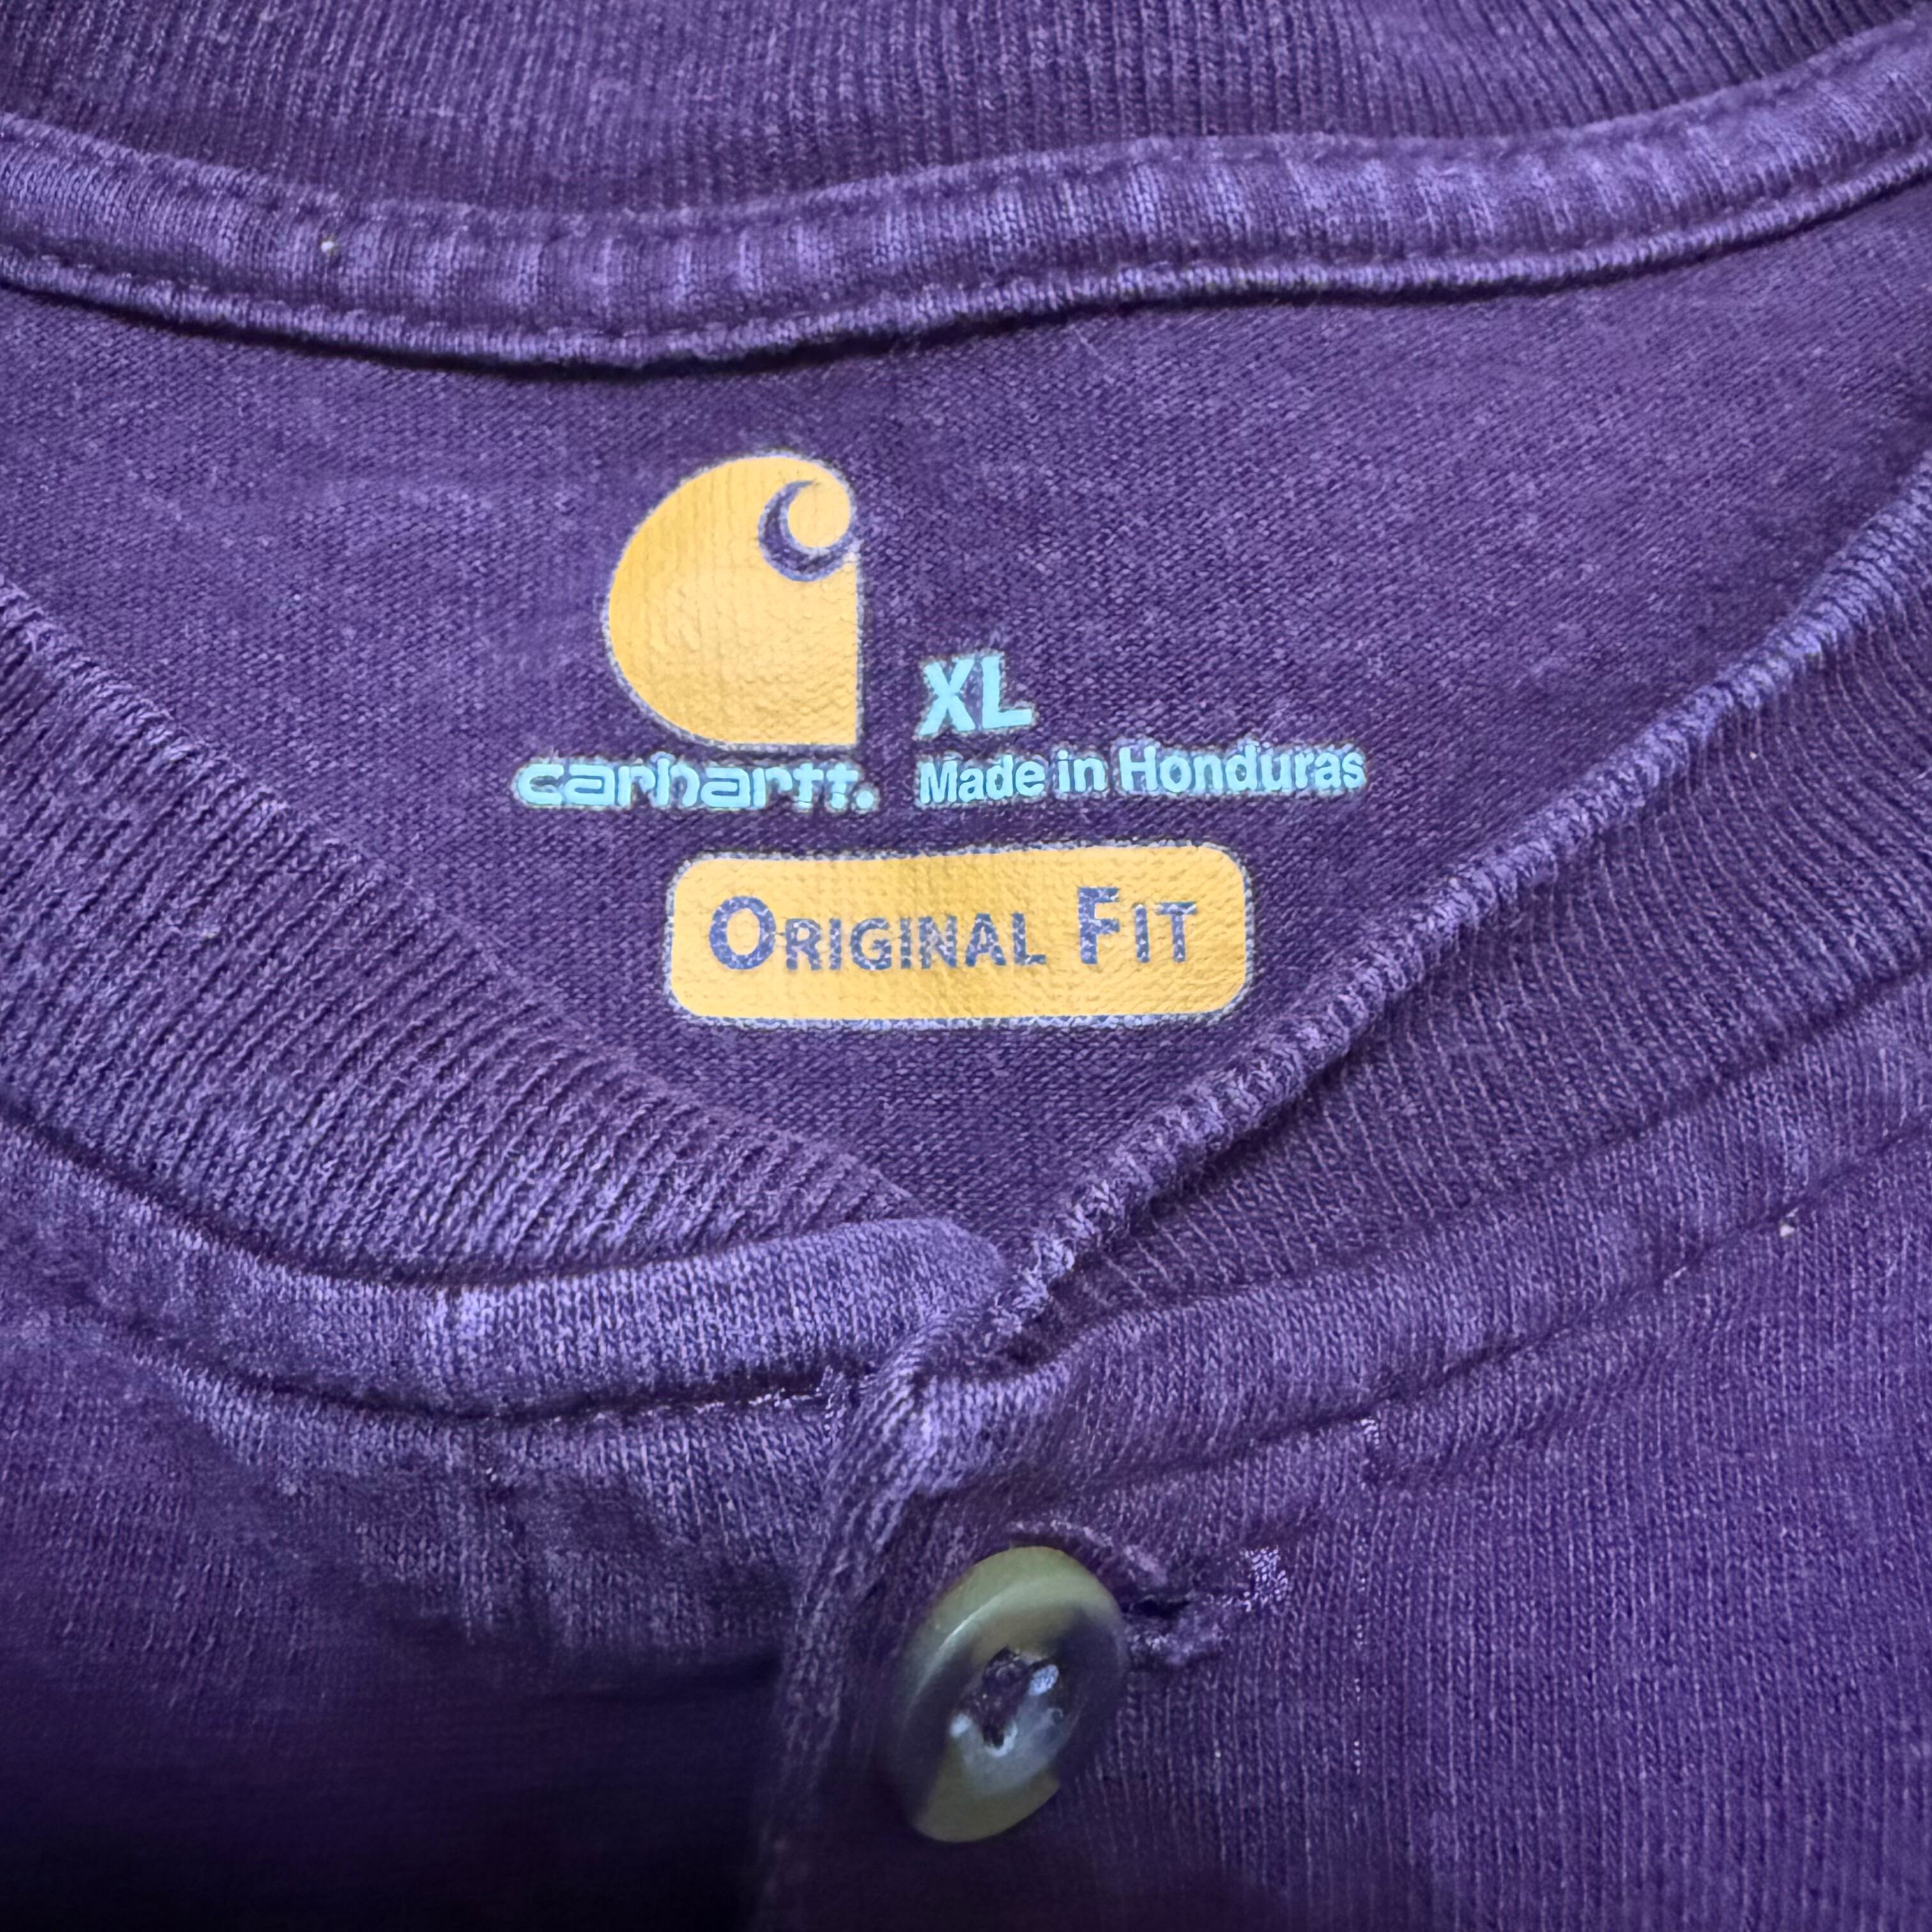 XL
carhartt. Made in Honduras
ORIGINAL FIT